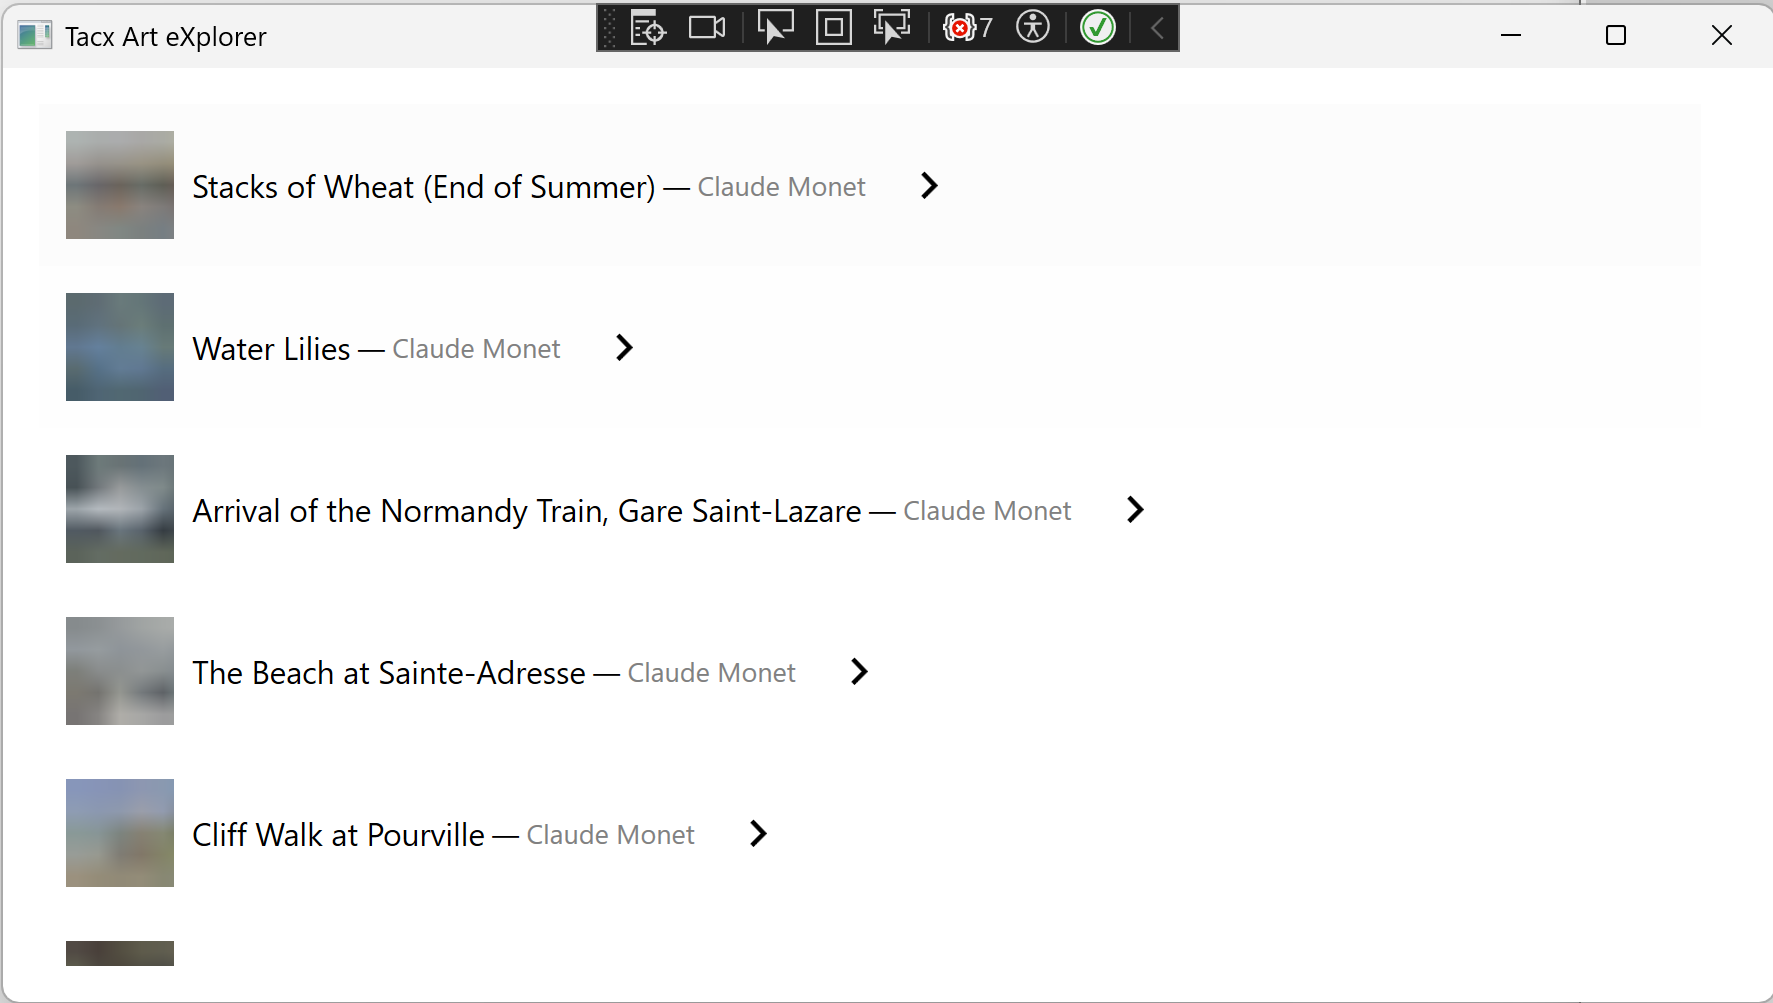 Tacx Art eXplorer
7
Stacks of Wheat (End of Summer) — Claude Monet
Water Lilies — Claude Monet
Arrival of the Normandy Train, Gare Saint-Lazare — Claude Monet
The Beach at Sainte-Adresse — Claude Monet
Cliff Walk at Pourville — Claude Monet